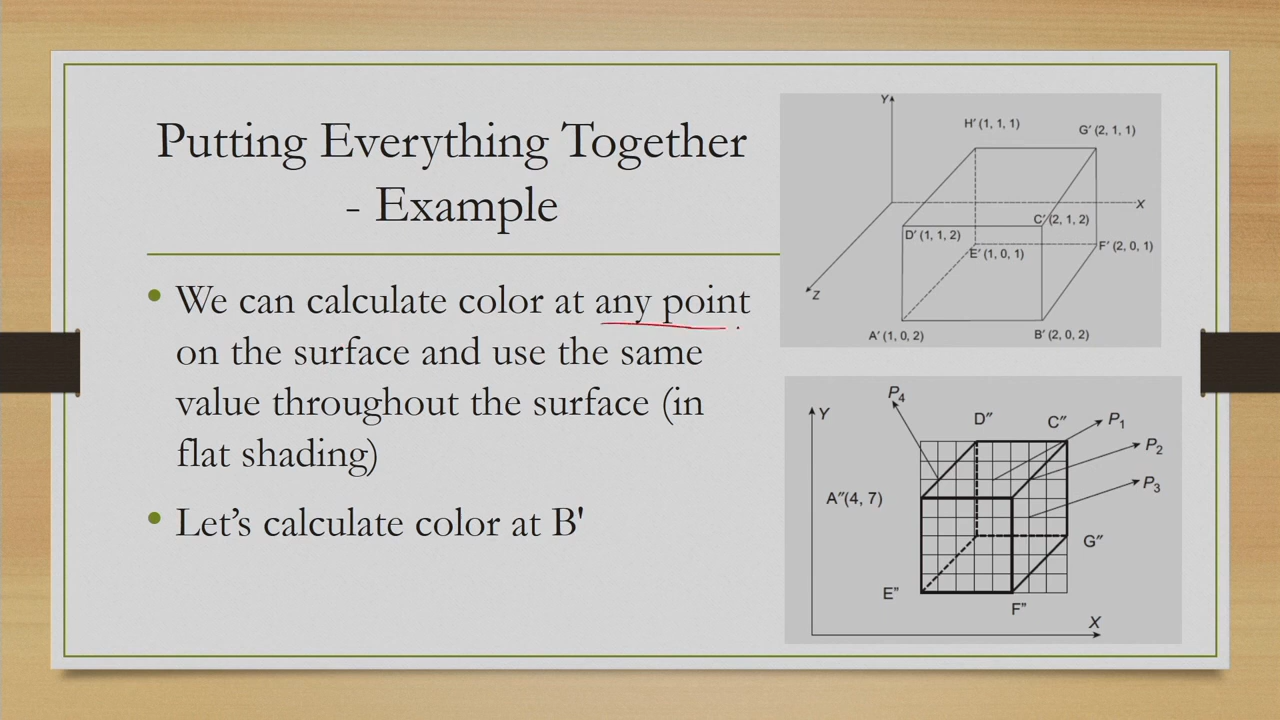 Putting Everything Together
- Example
• We can calculate color at any point
on the surface and use the same
value throughout the surface (in
flat shading)
• Let's calculate color at B'
Y
H′ (1, 1, 1)
G′ (2, 1, 1)
X
C′ (2, 1, 2)
D′ (1, 1, 2)
E′ (1, 0, 1)
F′ (2, 0, 1)
Z
A′ (1, 0, 2)
B′ (2, 0, 2)
P4
Y
D″
C″
P1
P2
P3
A″(4, 7)
G″
E″
F″
X